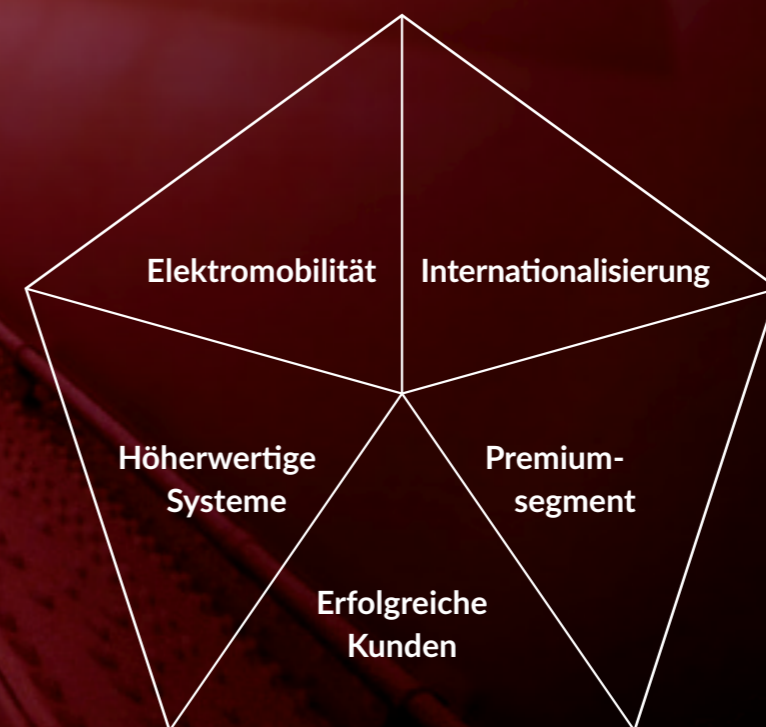 Elektromobilität
Internationalisierung
Höherwertige
Systeme
Premium-
segment
Erfolgreiche
Kunden